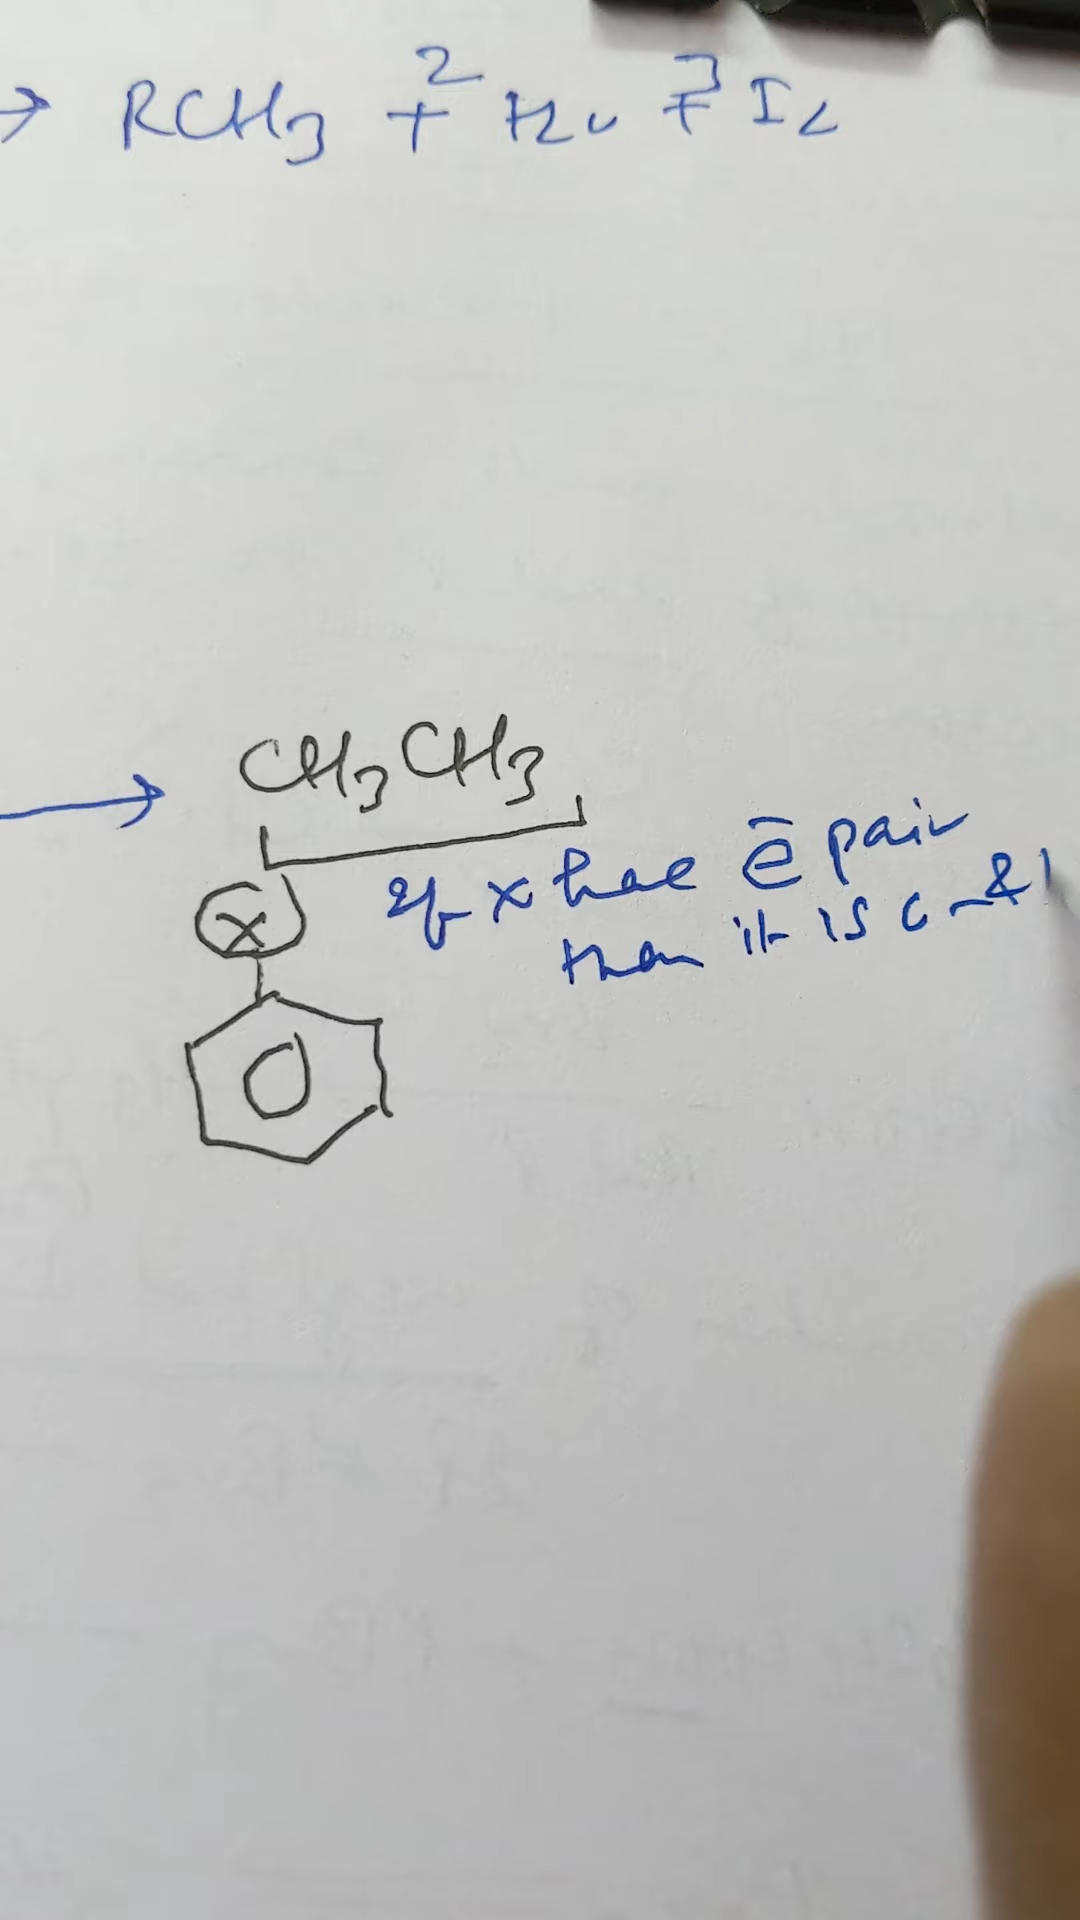 → RCH3 + 2 H2O + 3 I2
→ CH3CH3
X
if x has ē pair
than it is o- & p